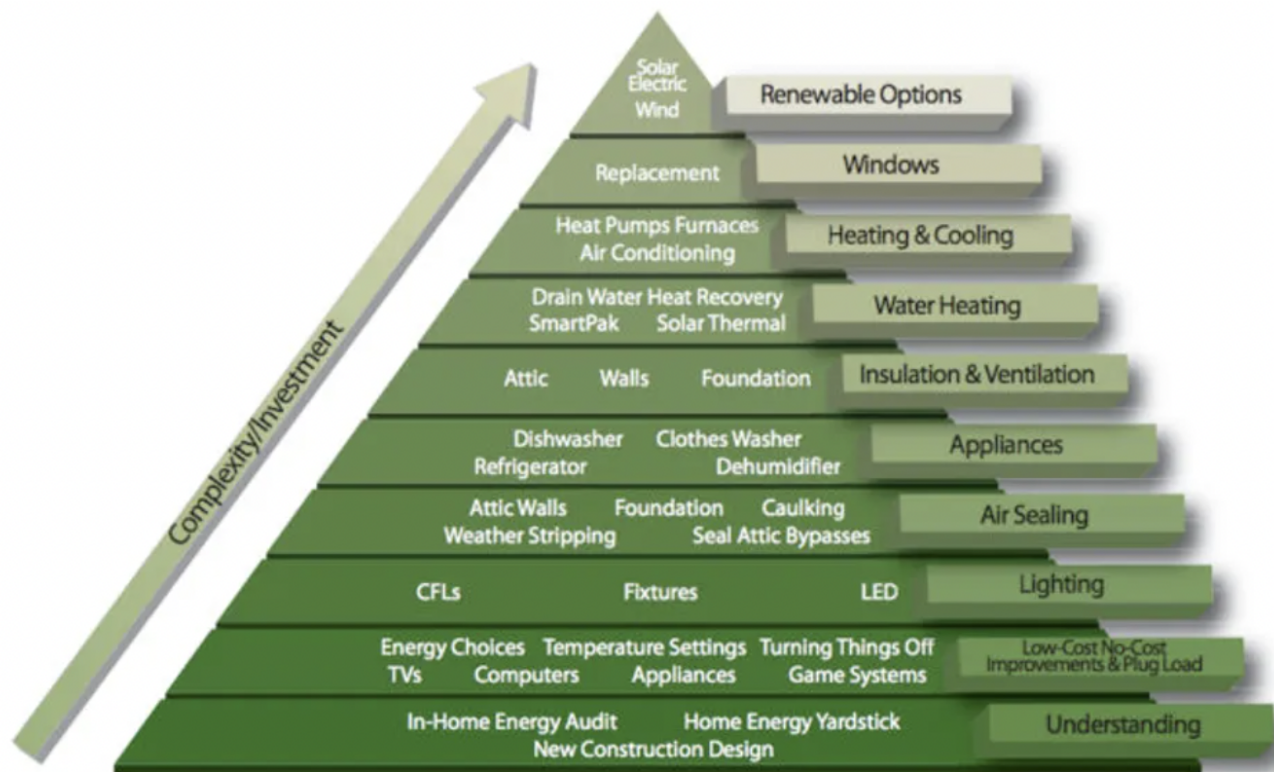 Solar
Electric
Wind
Renewable Options
Replacement
Windows
Heat Pumps Furnaces
Air Conditioning
Heating & Cooling
Drain Water Heat Recovery
SmartPak Solar Thermal
Water Heating
Attic Walls Foundation
Insulation & Ventilation
Dishwasher Clothes Washer
Refrigerator Dehumidifier
Appliances
Attic Walls Foundation Caulking
Weather Stripping Seal Attic Bypasses
Air Sealing
CFLs Fixtures LED
Lighting
Energy Choices Temperature Settings Turning Things Off
TVs Computers Appliances Game Systems
Low-Cost No-Cost
Improvements & Plug Load
In-Home Energy Audit Home Energy Yardstick
New Construction Design
Understanding
Complexity/Investment